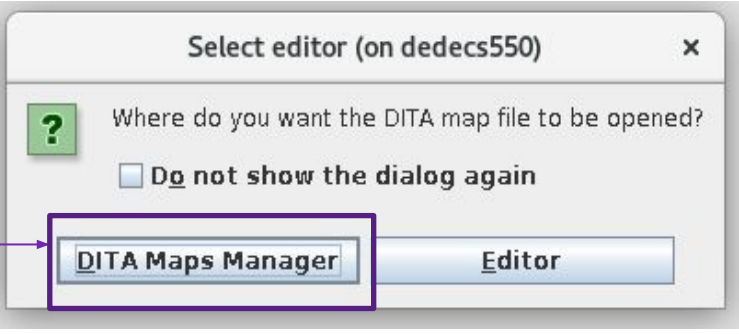 Select editor (on dedecs550) ×
? Where do you want the DITA map file to be opened?
Do not show the dialog again
DITA Maps Manager Editor